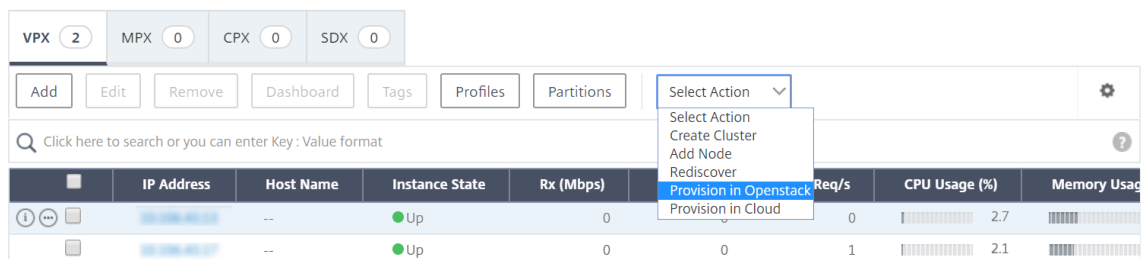 VPX 2 MPX 0 CPX 0 SDX 0
Add Edit Remove Dashboard Tags Profiles Partitions Select Action
Select Action
Create Cluster
Add Node
Rediscover
Provision in Openstack
Provision in Cloud
Click here to search or you can enter Key : Value format ?
IP Address Host Name Instance State Rx (Mbps) Req/s CPU Usage (%) Memory Usag
-- Up 0 0 0 2.7
-- Up 0 0 1 2.1